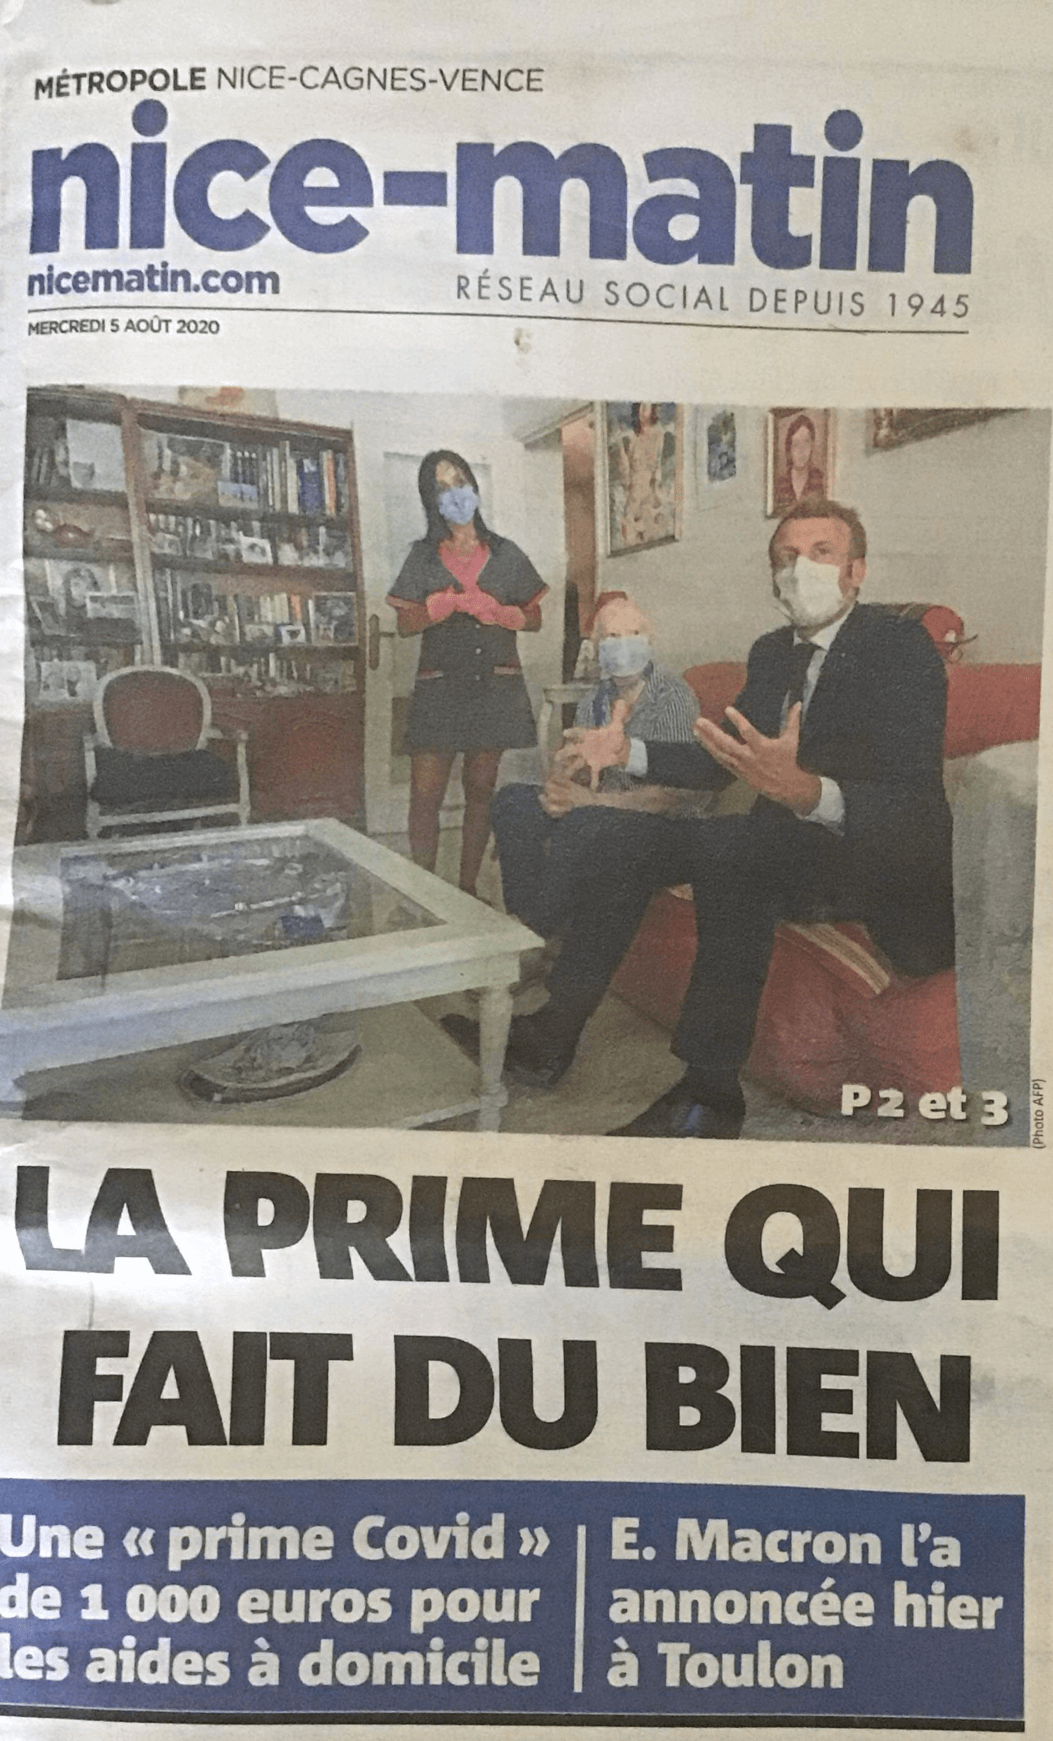 MÉTROPOLE NICE-CAGNES-VENCE
nice-matin
nicematin.com
RÉSEAU SOCIAL DEPUIS 1945
MERCREDI 5 AOÛT 2020
P 2 et 3
(Photo AFP)
LA PRIME QUI
FAIT DU BIEN
Une « prime Covid »
de 1 000 euros pour
les aides à domicile
E. Macron l'a
annoncée hier
à Toulon